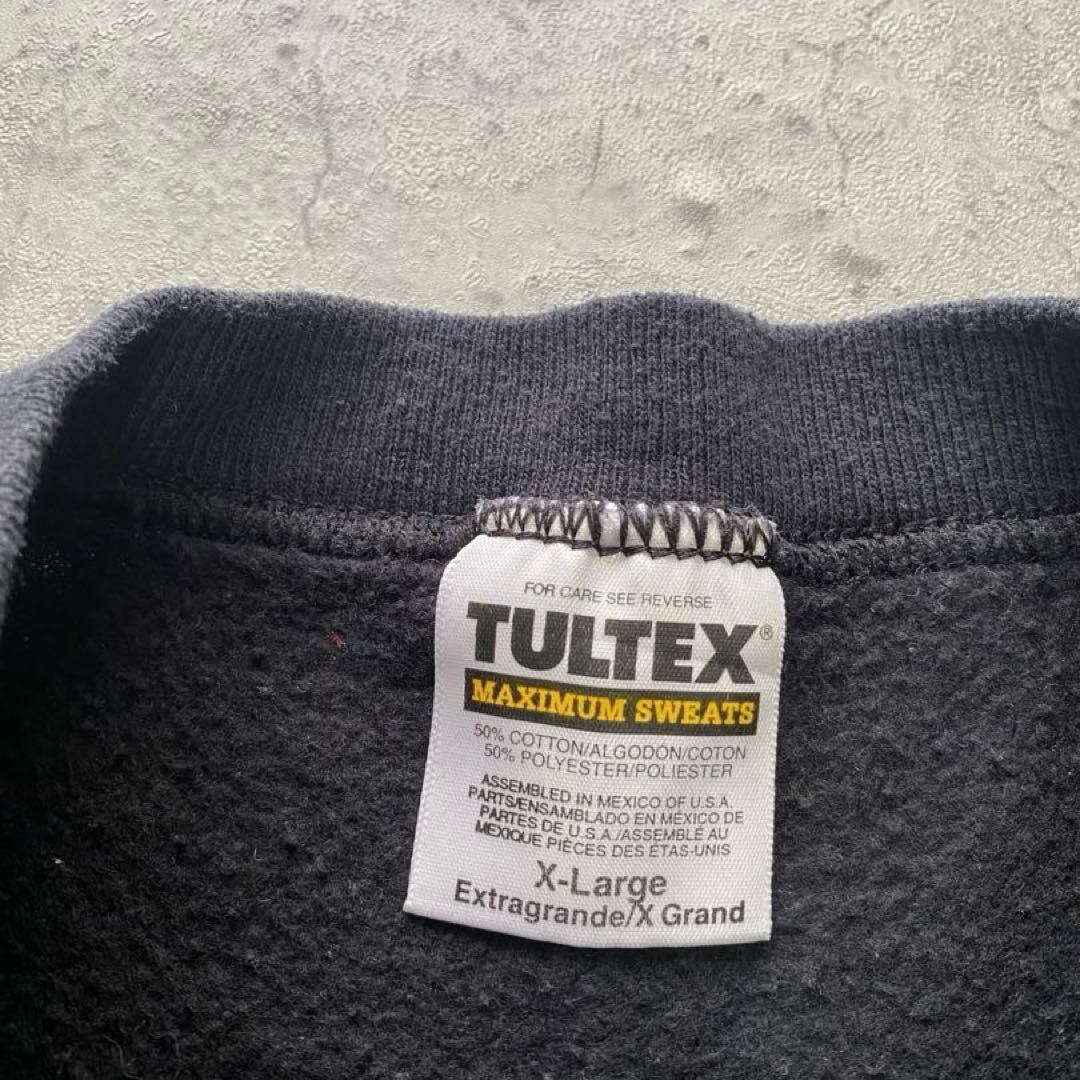 FOR CARE SEE REVERSE
TULTEX®
MAXIMUM SWEATS
50% COTTON/ALGODÓN/COTON
50% POLYESTER/POLIESTER
ASSEMBLED IN MEXICO OF U.S.A.
PARTS/ENSAMBLADO EN MÉXICO DE
PARTES DE U.S.A./ASSEMBLÉ AU
MEXIQUE PIÈCES DES ÉTAS-UNIS
X-Large
Extragrande/X Grand